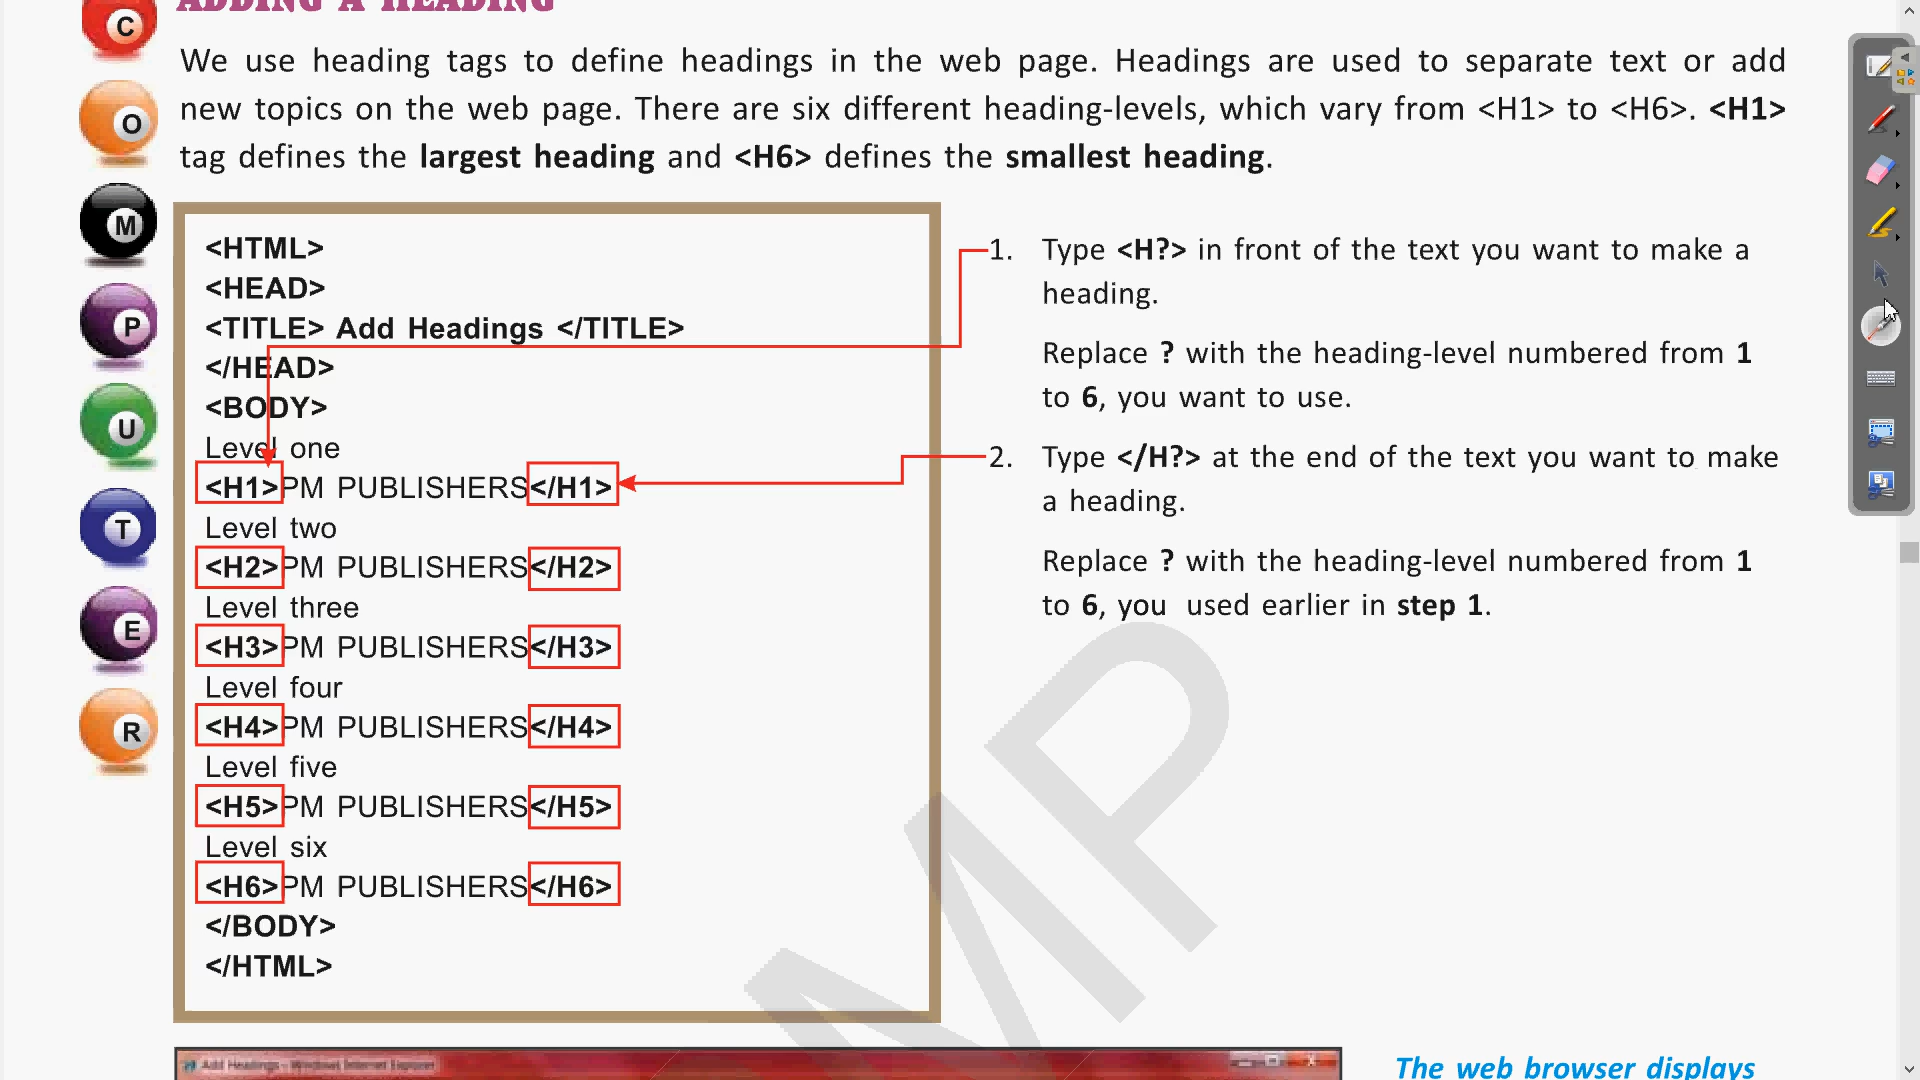 ADDING A HEADING
We use heading tags to define headings in the web page. Headings are used to separate text or add
new topics on the web page. There are six different heading-levels, which vary from <H1> to <H6>. <H1>
tag defines the largest heading and <H6> defines the smallest heading.
C
O
M
P
U
T
E
R
<HTML>
<HEAD>
<TITLE> Add Headings </TITLE>
</HEAD>
<BODY>
Level one
<H1>PM PUBLISHERS</H1>
Level two
<H2>PM PUBLISHERS</H2>
Level three
<H3>PM PUBLISHERS</H3>
Level four
<H4>PM PUBLISHERS</H4>
Level five
<H5>PM PUBLISHERS</H5>
Level six
<H6>PM PUBLISHERS</H6>
</BODY>
</HTML>
1. Type <H?> in front of the text you want to make a
heading.
Replace ? with the heading-level numbered from 1
to 6, you want to use.
2. Type </H?> at the end of the text you want to make
a heading.
Replace ? with the heading-level numbered from 1
to 6, you used earlier in step 1.
MP
Add Headings - Windows Internet Explorer
The web browser displays